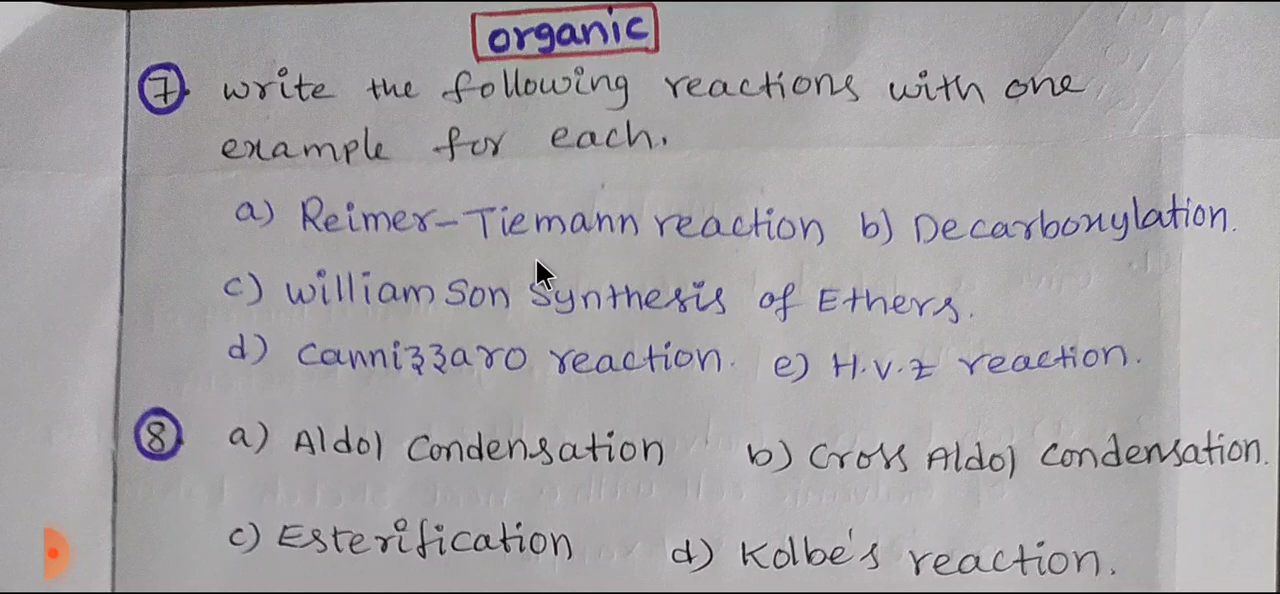 organic
7 write the following reactions with one
example for each.
a) Reimer-Tiemann reaction b) Decarboxylation.
c) williamson Synthesis of Ethers.
d) Cannizzaro reaction. e) H.V.Z reaction.
8 a) Aldol Condensation b) Cross Aldol Condensation.
c) Esterification d) Kolbe's reaction.